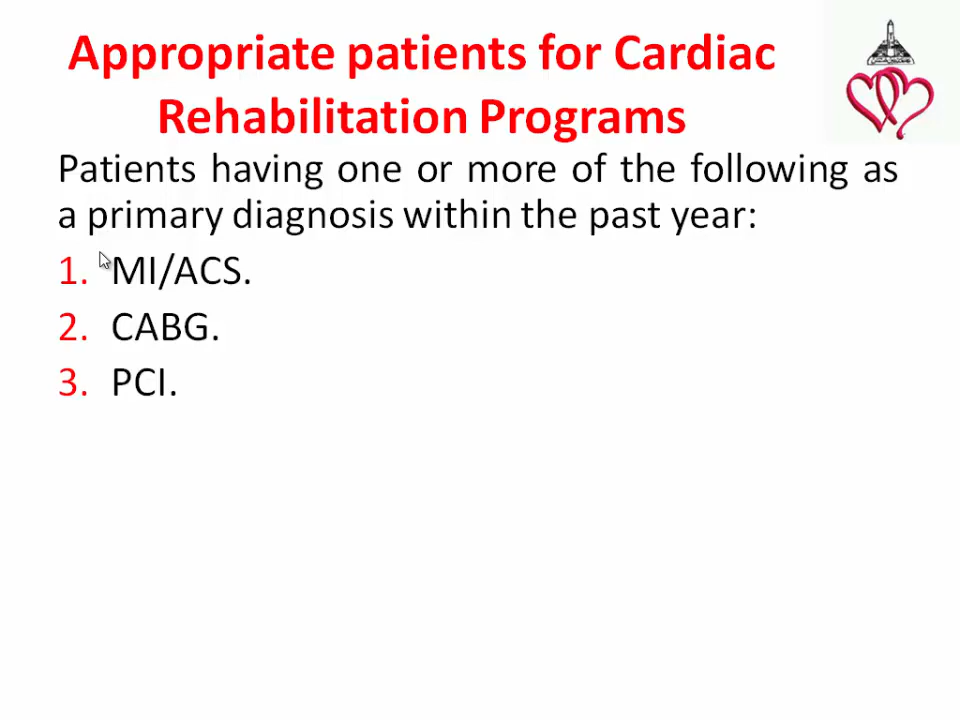 Appropriate patients for Cardiac
Rehabilitation Programs
Patients having one or more of the following as
a primary diagnosis within the past year:
1. MI/ACS.
2. CABG.
3. PCI.